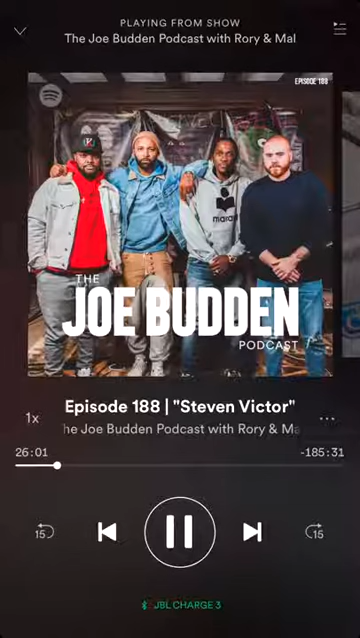 PLAYING FROM SHOW
The Joe Budden Podcast with Rory & Mal
EPISODE 188
maran
THE
JOE BUDDEN
PODCAST
Episode 188 | "Steven Victor"
1x
he Joe Budden Podcast with Rory & Ma
26:01
-185:31
15
15
JBL CHARGE 3